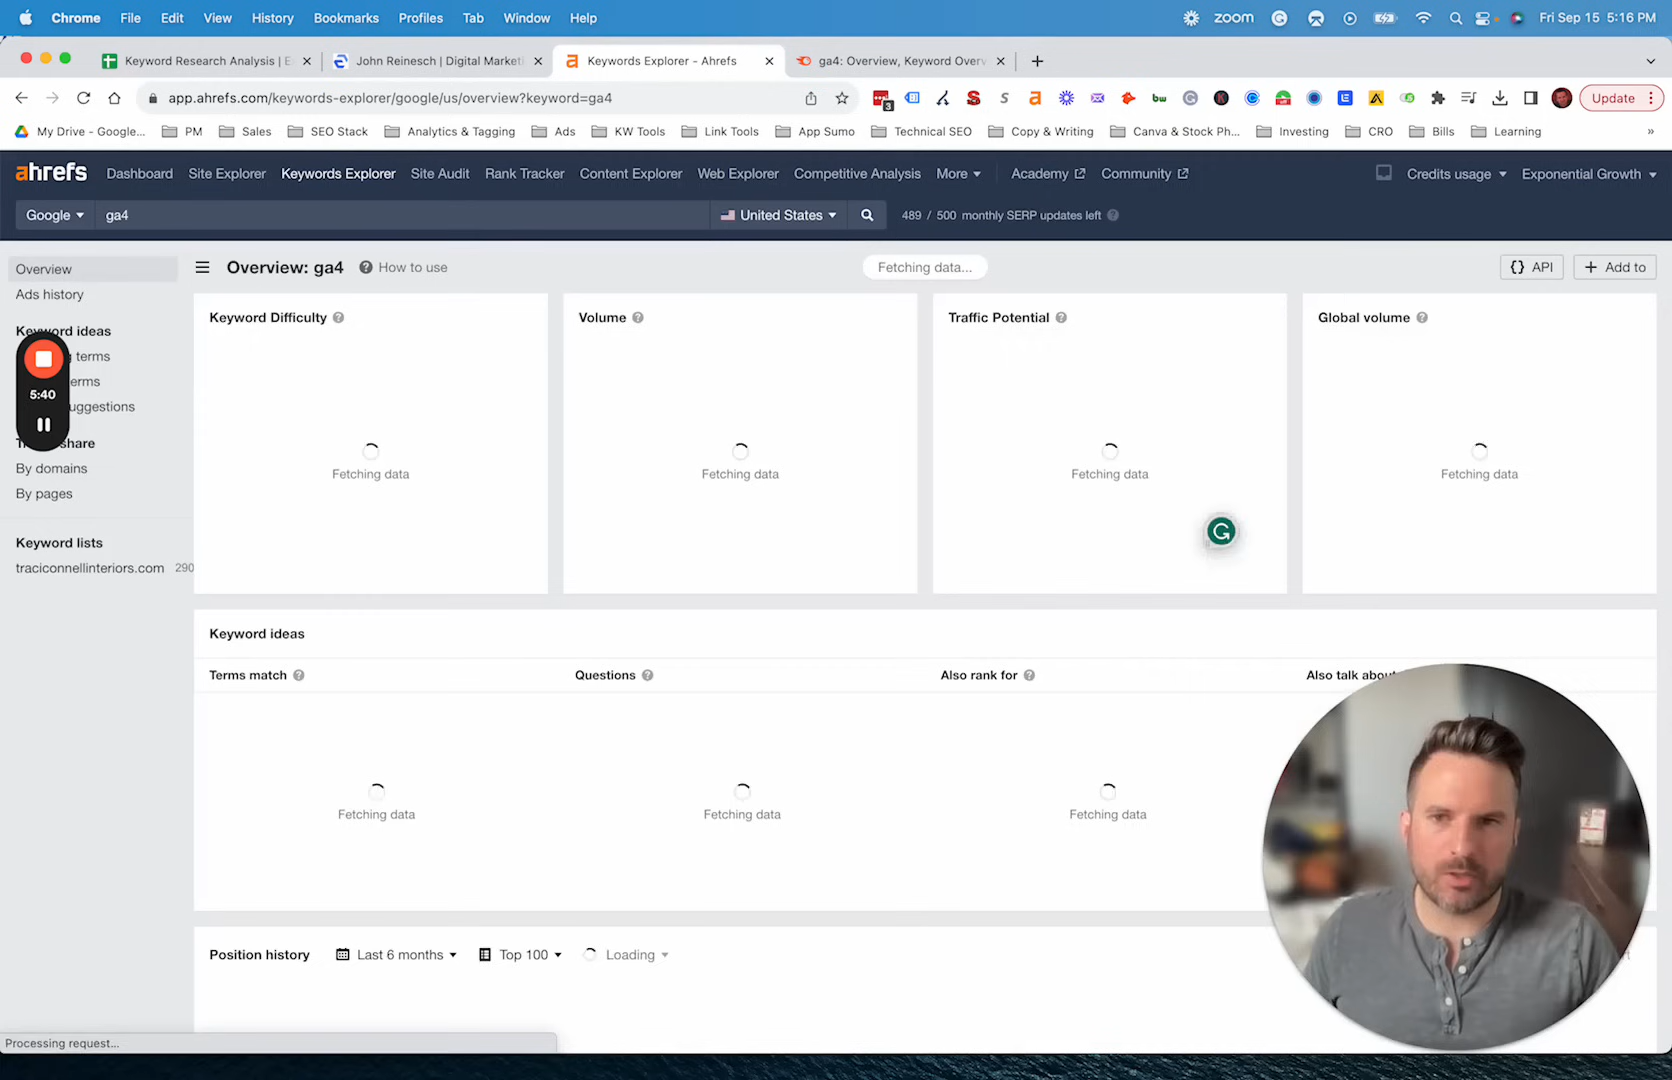 Chrome File Edit View History Bookmarks Profiles Tab Window Help
zoom Fri Sep 15 5:16 PM
Keyword Research Analysis | E
John Reinesch | Digital Marketi
Keywords Explorer - Ahrefs
ga4: Overview, Keyword Overv
app.ahrefs.com/keywords-explorer/google/us/overview?keyword=ga4
3
bw
Update
My Drive - Google... PM Sales SEO Stack Analytics & Tagging Ads KW Tools Link Tools App Sumo Technical SEO Copy & Writing Canva & Stock Ph... Investing CRO Bills Learning »
ahrefs Dashboard Site Explorer Keywords Explorer Site Audit Rank Tracker Content Explorer Web Explorer Competitive Analysis More Academy Community Credits usage Exponential Growth
Google ga4 United States 489 / 500 monthly SERP updates left
Overview
Ads history
Keyword ideas
terms
erms
uggestions
share
By domains
By pages
Keyword lists
traciconnellinteriors.com 290
5:40
Overview: ga4 How to use Fetching data... {} API + Add to
Keyword Difficulty Volume Traffic Potential Global volume
Fetching data Fetching data Fetching data Fetching data
Keyword ideas
Terms match Questions Also rank for Also talk about
Fetching data Fetching data Fetching data
Position history Last 6 months Top 100 Loading
Processing request...